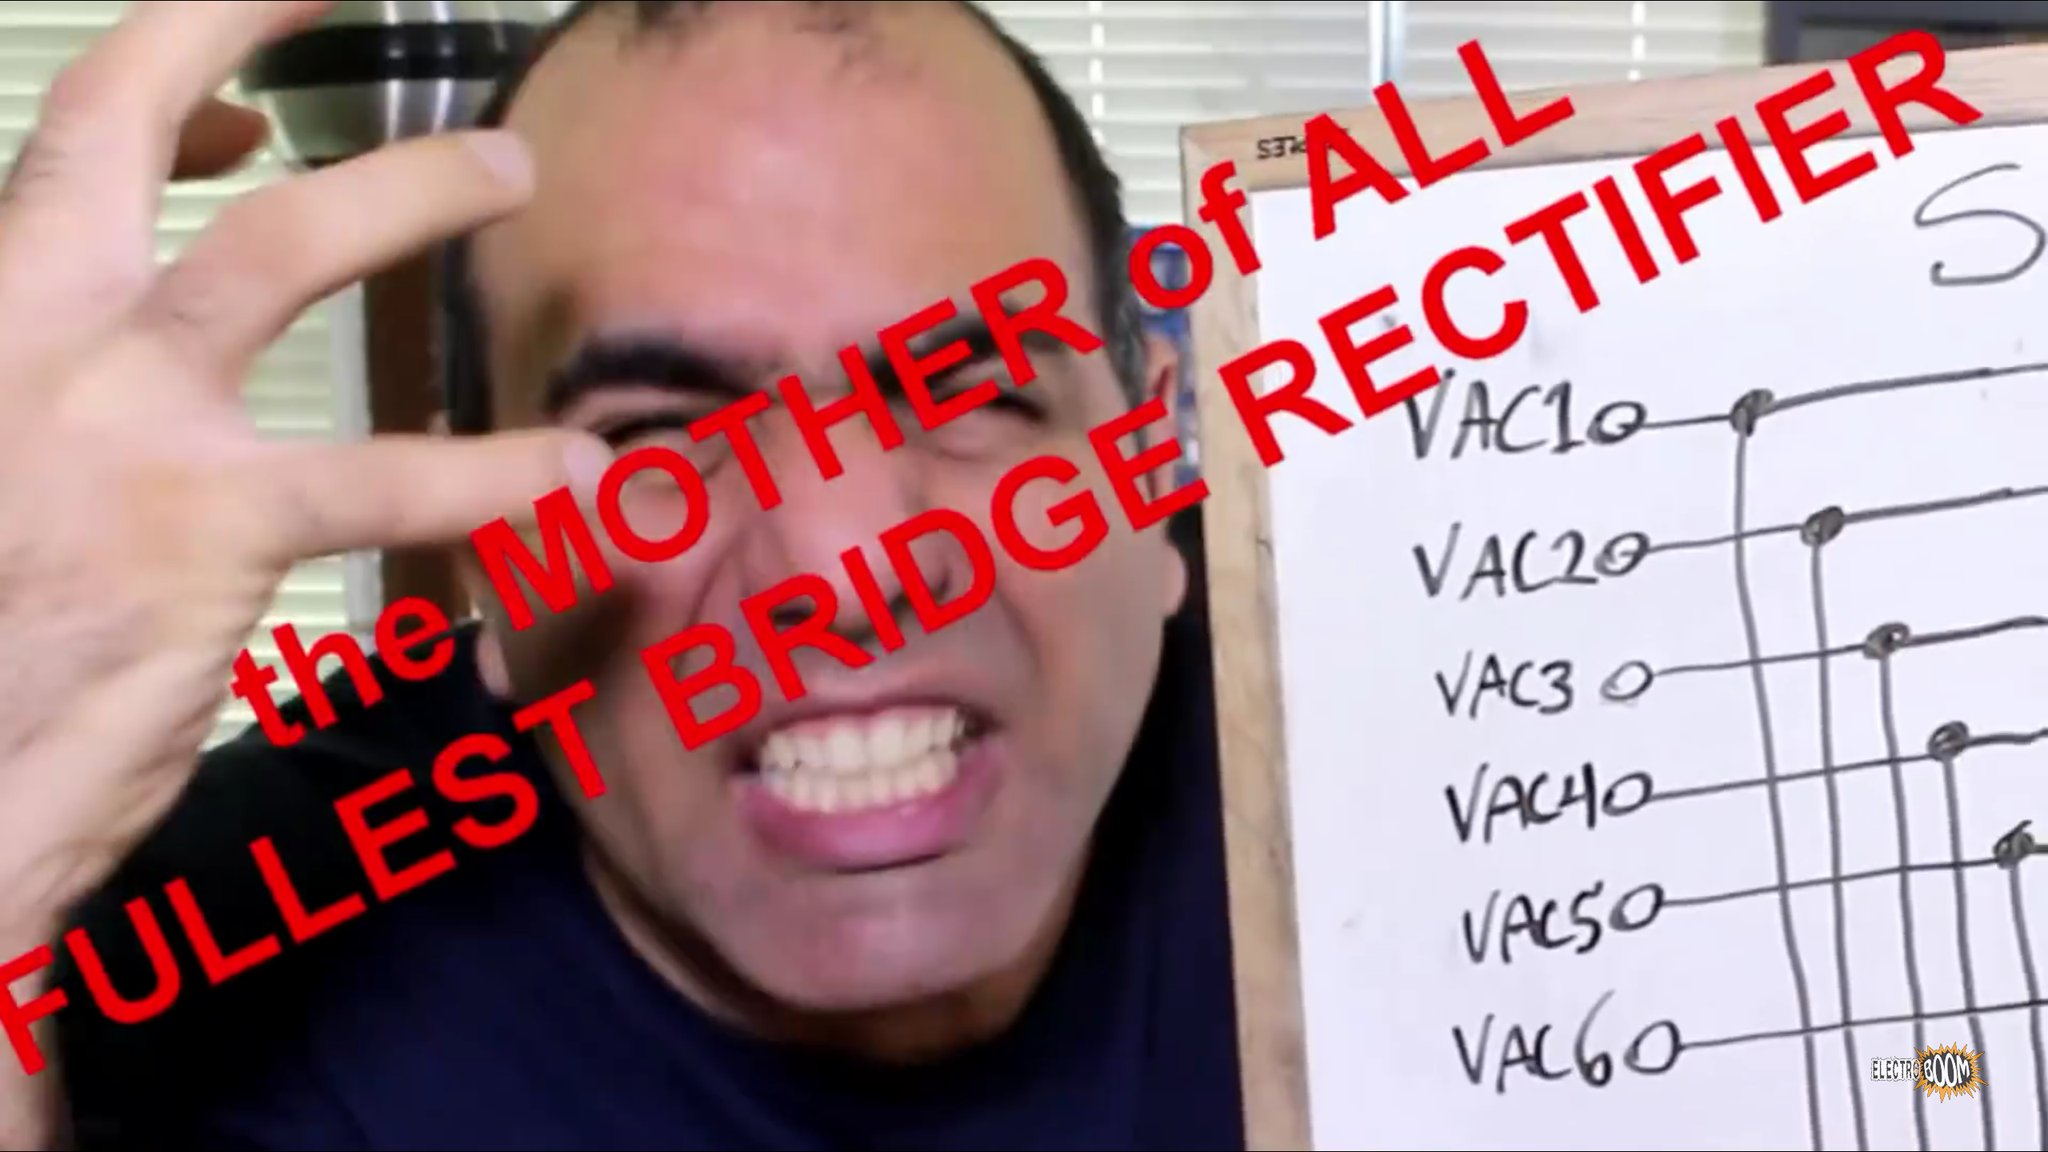 the MOTHER of ALL
FULLEST BRIDGE RECTIFIER
S
VAC1
VAC2
VAC3
VAC4
VAC5
VAC6
ELECTROBOOM